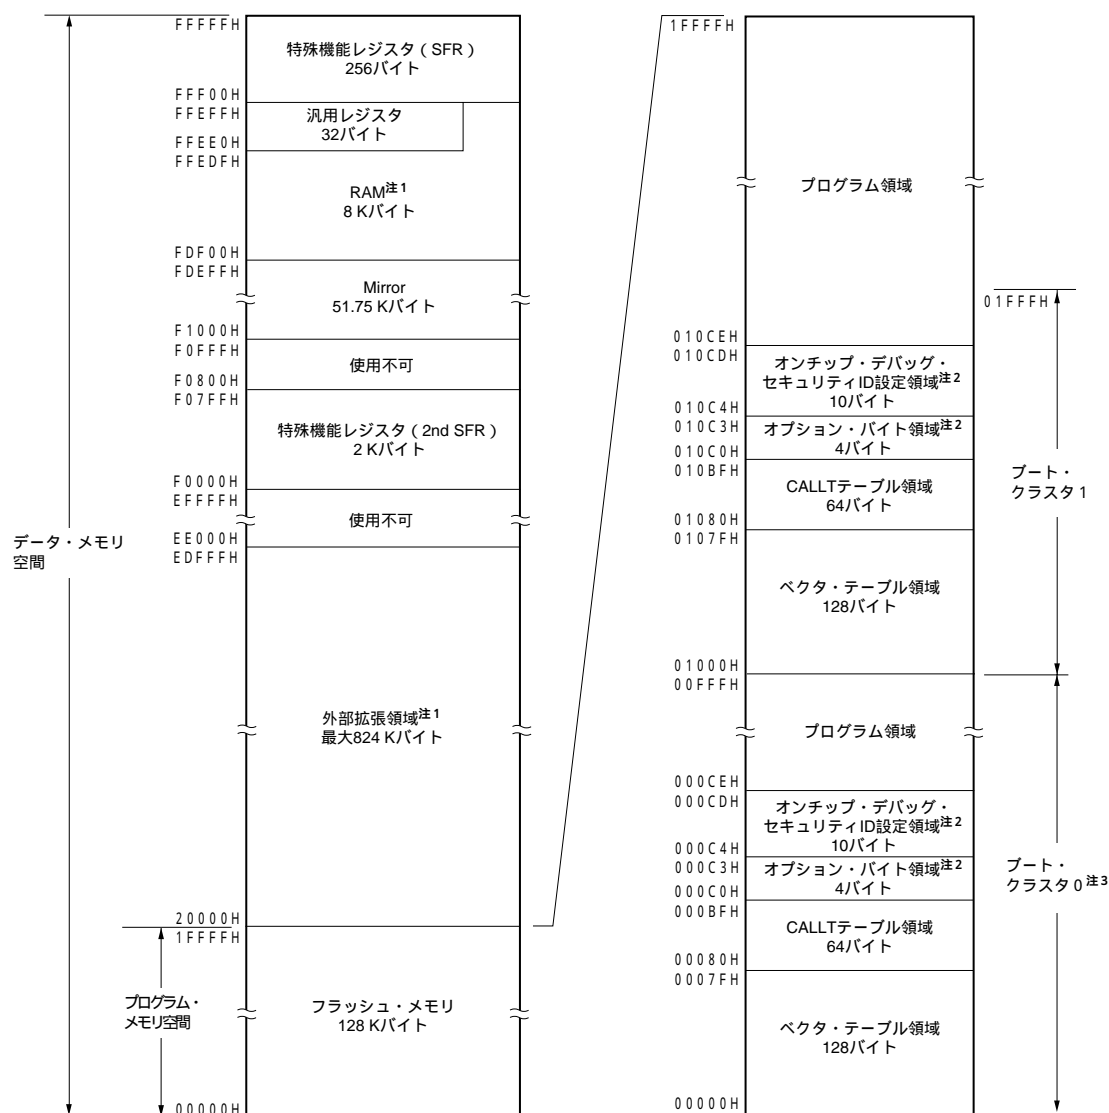 FFFFFH
特殊機能レジスタ（SFR）
256バイト
FFF00H
FFEFFH
汎用レジスタ
32バイト
FFEE0H
FFEDFH
RAM注1
8 Kバイト
FDF00H
FDEFFH
Mirror
51.75 Kバイト
F1000H
F0FFFH
使用不可
F0800H
F07FFH
特殊機能レジスタ（2nd SFR）
2 Kバイト
F0000H
EFFFFH
使用不可
EE000H
EDFFFH
データ・メモリ
空間
外部拡張領域注1
最大824 Kバイト
20000H
1FFFFH
プログラム・
メモリ空間
フラッシュ・メモリ
128 Kバイト
00000H
1FFFFH
プログラム領域
01FFFH
010CEH
010CDH
オンチップ・デバッグ・
セキュリティID設定領域注2
10バイト
010C4H
010C3H
オプション・バイト領域注2
4バイト
010C0H
010BFH
CALLTテーブル領域
64バイト
ブート・
クラスタ1
01080H
0107FH
ベクタ・テーブル領域
128バイト
01000H
00FFFH
プログラム領域
000CEH
000CDH
オンチップ・デバッグ・
セキュリティID設定領域注2
10バイト
000C4H
000C3H
オプション・バイト領域注2
4バイト
ブート・
クラスタ0注3
000C0H
000BFH
CALLTテーブル領域
64バイト
00080H
0007FH
ベクタ・テーブル領域
128バイト
00000H